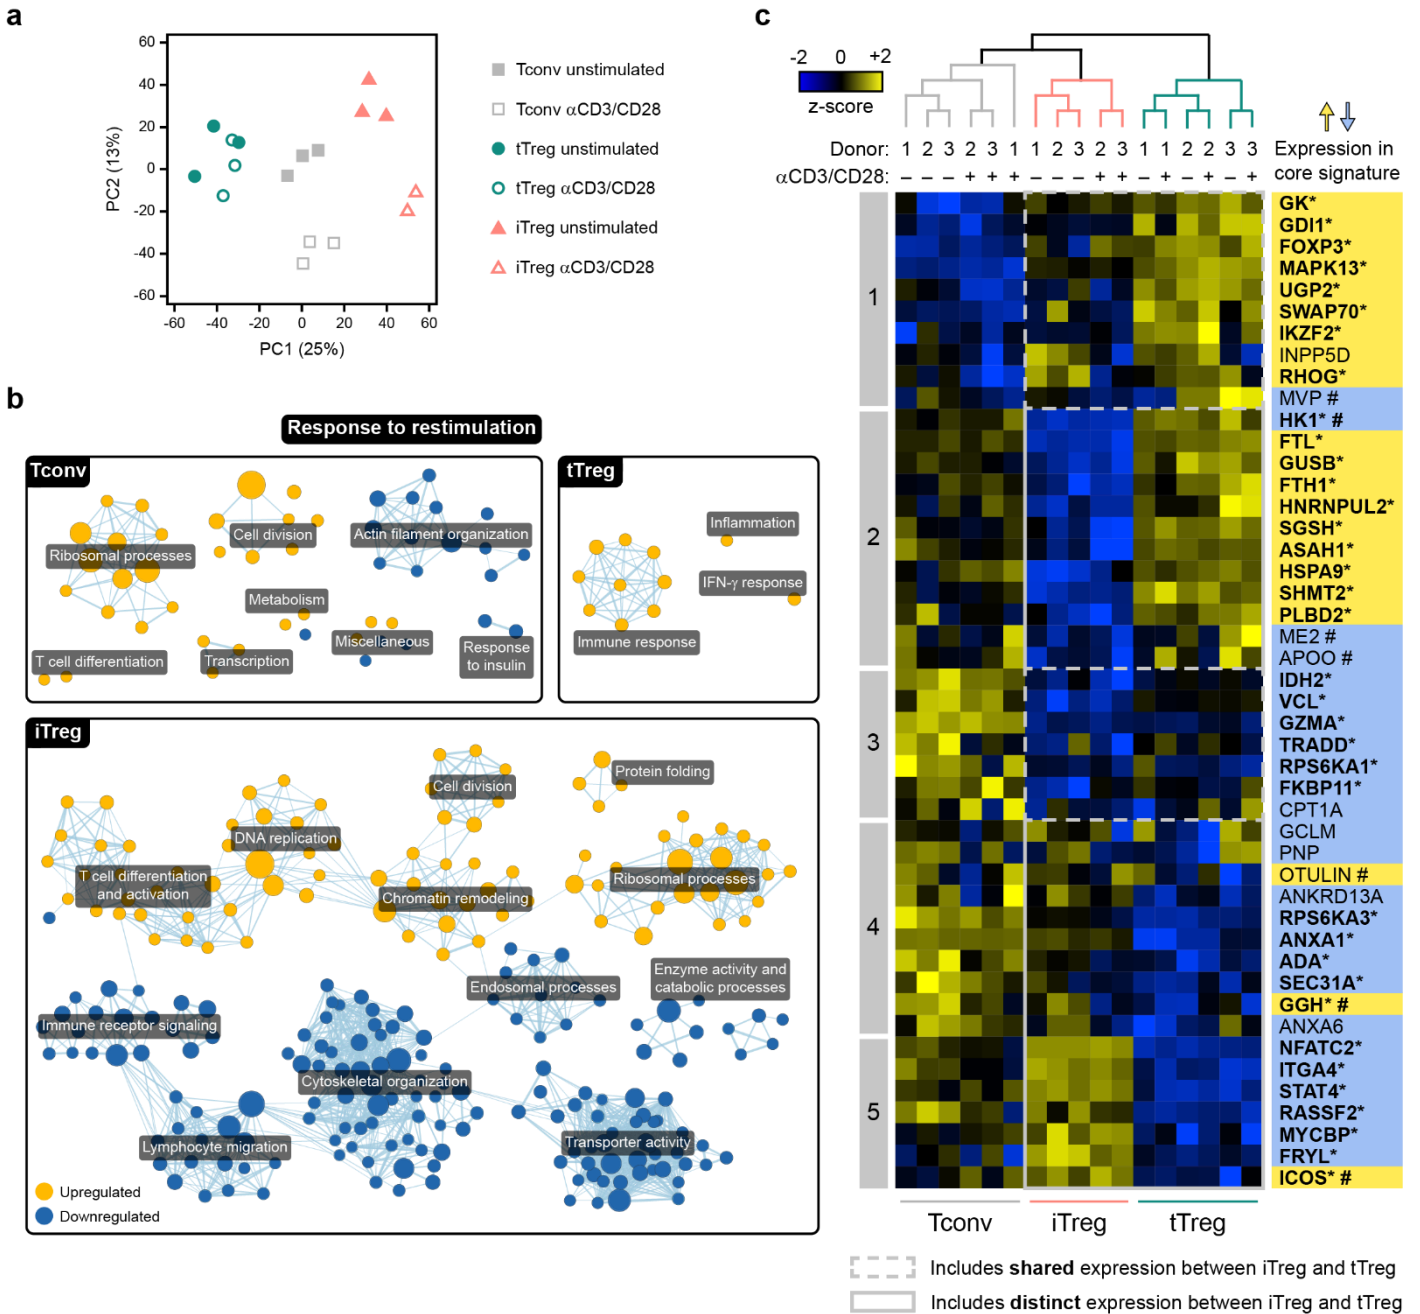 a
60
40
20
0
-20
-40
-60
-60 -40 -20 0 20 40 60
PC2 (13%)
PC1 (25%)
Tconv unstimulated
Tconv αCD3/CD28
tTreg unstimulated
tTreg αCD3/CD28
iTreg unstimulated
iTreg αCD3/CD28
b
Response to restimulation
Tconv
Ribosomal processes
Cell division
Actin filament organization
Metabolism
Miscellaneous
T cell differentiation
Transcription
Response
to insulin
tTreg
Inflammation
IFN-γ response
Immune response
iTreg
Cell division
Protein folding
DNA replication
T cell differentiation
and activation
Chromatin remodeling
Ribosomal processes
Endosomal processes
Enzyme activity and
catabolic processes
Immune receptor signaling
Cytoskeletal organization
Lymphocyte migration
Transporter activity
Upregulated
Downregulated
c
-2 0 +2
z-score
Donor: 1 2 3 2 3 1 1 2 3 2 3 1 1 2 2 3 3
αCD3/CD28: – – – + + + – – – + + – + – + – +
Expression in
core signature
1
2
3
4
5
GK*
GDI1*
FOXP3*
MAPK13*
UGP2*
SWAP70*
IKZF2*
INPP5D
RHOG*
MVP #
HK1* #
FTL*
GUSB*
FTH1*
HNRNPUL2*
SGSH*
ASAH1*
HSPA9*
SHMT2*
PLBD2*
ME2 #
APOO #
IDH2*
VCL*
GZMA*
TRADD*
RPS6KA1*
FKBP11*
CPT1A
GCLM
PNP
OTULIN #
ANKRD13A
RPS6KA3*
ANXA1*
ADA*
SEC31A*
GGH* #
ANXA6
NFATC2*
ITGA4*
STAT4*
RASSF2*
MYCBP*
FRYL*
ICOS* #
Tconv iTreg tTreg
Includes shared expression between iTreg and tTreg
Includes distinct expression between iTreg and tTreg